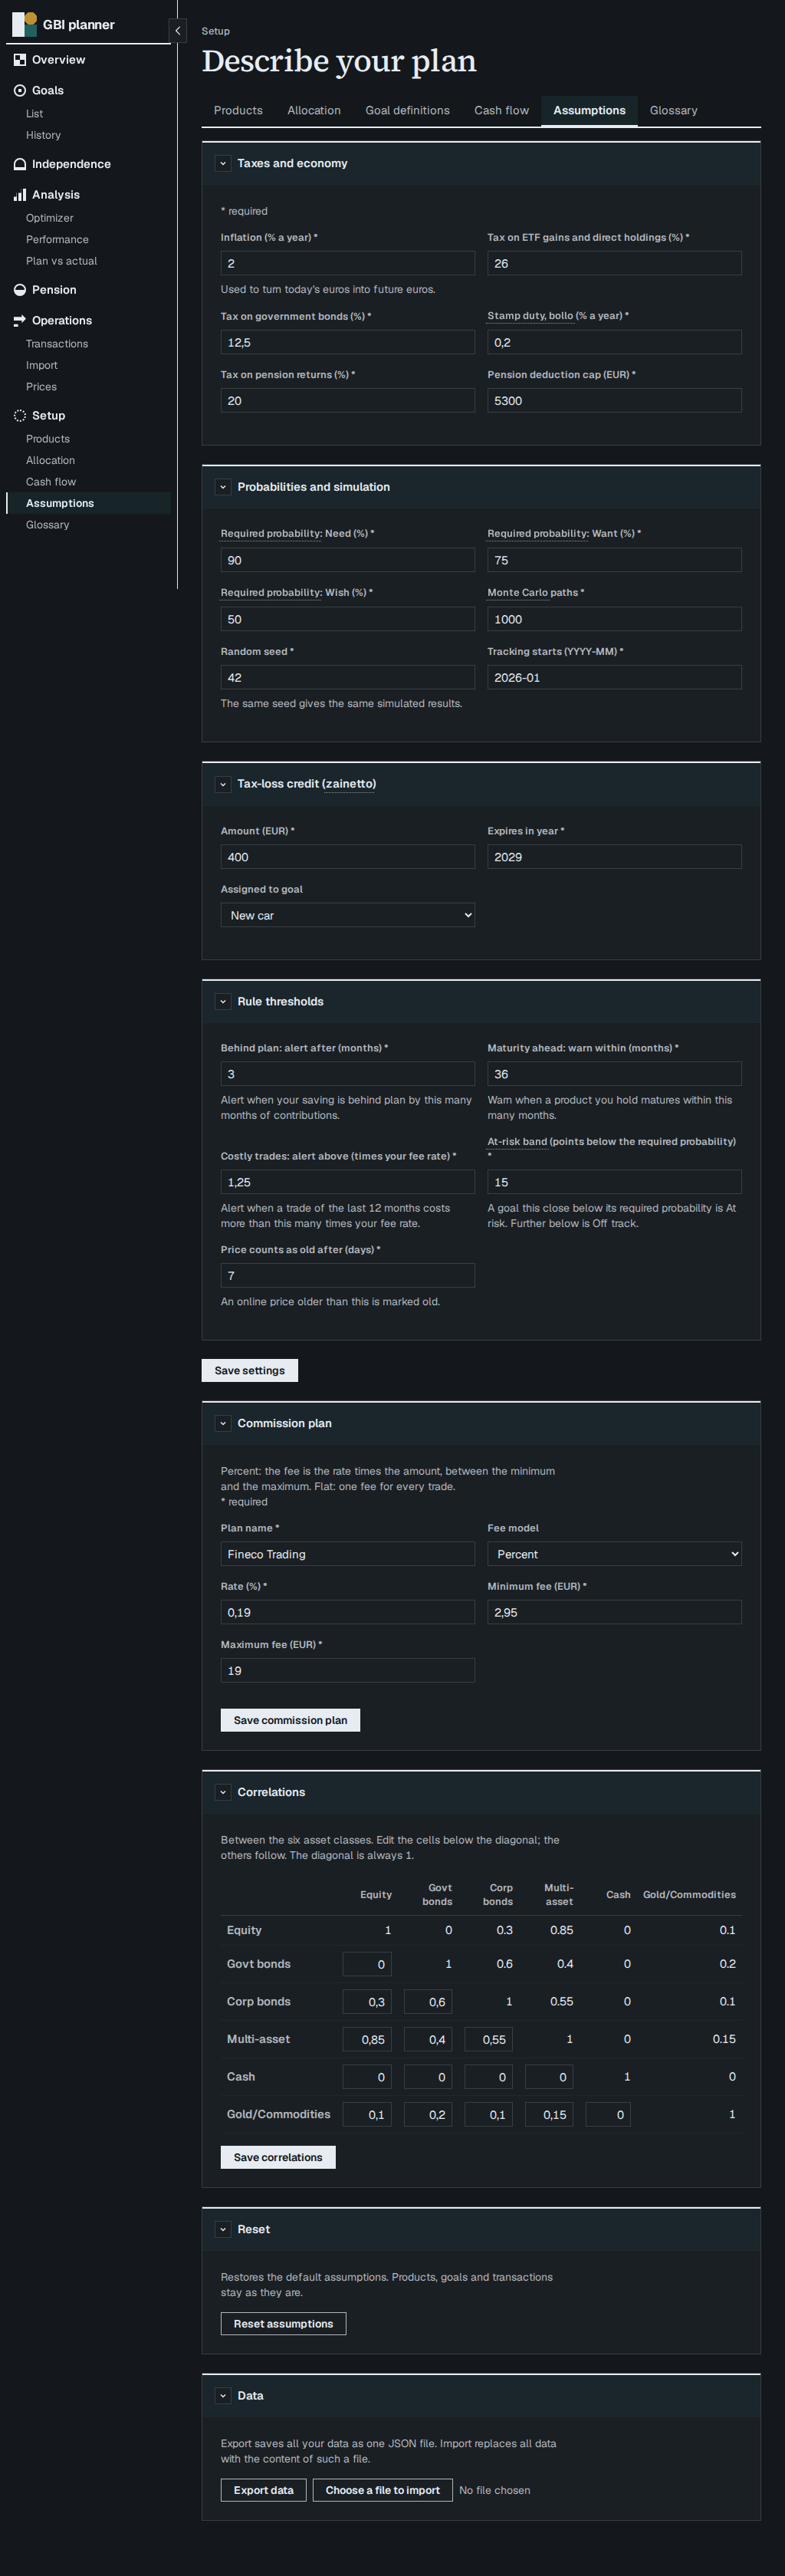 GBI planner
Overview
Goals
List
History
Independence
Analysis
Optimizer
Performance
Plan vs actual
Pension
Operations
Transactions
Import
Prices
Setup
Products
Allocation
Cash flow
Assumptions
Glossary
Setup
Describe your plan
Products Allocation Goal definitions Cash flow Assumptions Glossary
Taxes and economy
* required
Inflation (% a year) * Tax on ETF gains and direct holdings (%) *
2 26
Used to turn today's euros into future euros.
Tax on government bonds (%) * Stamp duty, bollo (% a year) *
12,5 0,2
Tax on pension returns (%) * Pension deduction cap (EUR) *
20 5300
Probabilities and simulation
Required probability: Need (%) * Required probability: Want (%) *
90 75
Required probability: Wish (%) * Monte Carlo paths *
50 1000
Random seed * Tracking starts (YYYY-MM) *
42 2026-01
The same seed gives the same simulated results.
Tax-loss credit (zainetto)
Amount (EUR) * Expires in year *
400 2029
Assigned to goal
New car
Rule thresholds
Behind plan: alert after (months) * Maturity ahead: warn within (months) *
3 36
Alert when your saving is behind plan by this many Warn when a product you hold matures within this
months of contributions. many months.
At-risk band (points below the required probability)
Costly trades: alert above (times your fee rate) * *
1,25 15
Alert when a trade of the last 12 months costs A goal this close below its required probability is At
more than this many times your fee rate. risk. Further below is Off track.
Price counts as old after (days) *
7
An online price older than this is marked old.
Save settings
Commission plan
Percent: the fee is the rate times the amount, between the minimum
and the maximum. Flat: one fee for every trade.
* required
Plan name * Fee model
Fineco Trading Percent
Rate (%) * Minimum fee (EUR) *
0,19 2,95
Maximum fee (EUR) *
19
Save commission plan
Correlations
Between the six asset classes. Edit the cells below the diagonal; the
others follow. The diagonal is always 1.
Equity Govt bonds Corp bonds Multi-asset Cash Gold/Commodities
Equity 1 0 0.3 0.85 0 0.1
Govt bonds 0 1 0.6 0.4 0 0.2
Corp bonds 0,3 0,6 1 0.55 0 0.1
Multi-asset 0,85 0,4 0,55 1 0 0.15
Cash 0 0 0 0 1 0
Gold/Commodities 0,1 0,2 0,1 0,15 0 1
Save correlations
Reset
Restores the default assumptions. Products, goals and transactions
stay as they are.
Reset assumptions
Data
Export saves all your data as one JSON file. Import replaces all data
with the content of such a file.
Export data Choose a file to import No file chosen